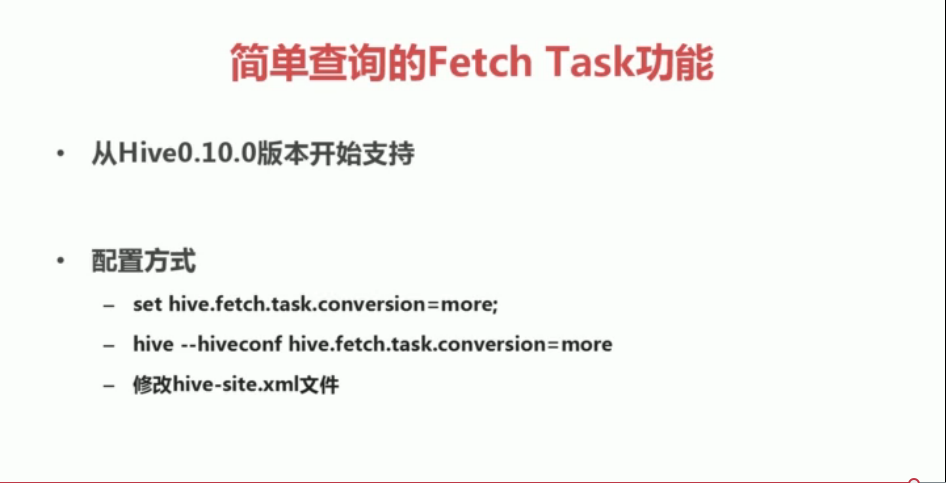 简单查询的Fetch Task功能
• 从Hive0.10.0版本开始支持
• 配置方式
– set hive.fetch.task.conversion=more;
– hive --hiveconf hive.fetch.task.conversion=more
– 修改hive-site.xml文件